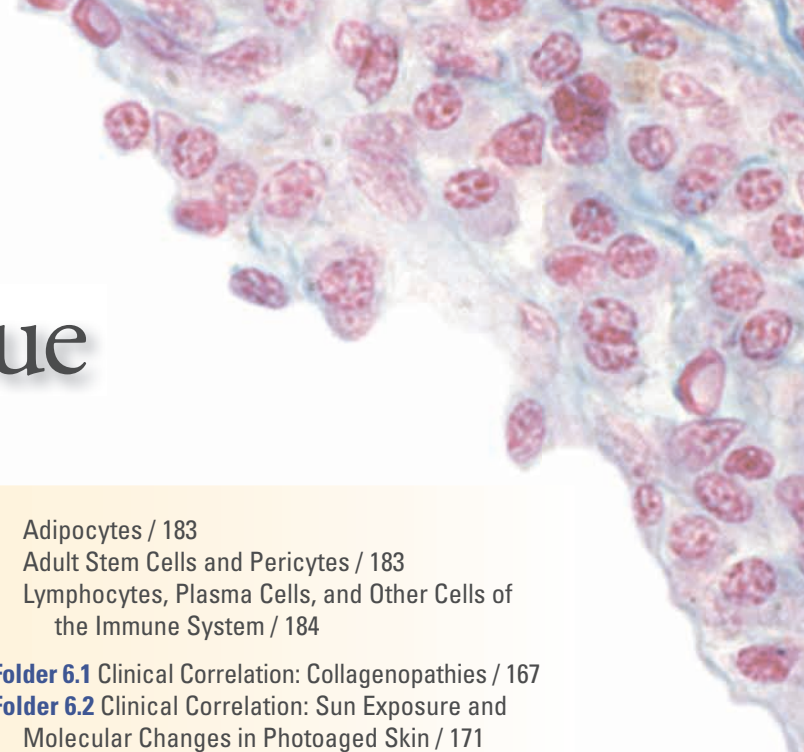 ue
Adipocytes / 183
Adult Stem Cells and Pericytes / 183
Lymphocytes, Plasma Cells, and Other Cells of
the Immune System / 184
Folder 6.1 Clinical Correlation: Collagenopathies / 167
Folder 6.2 Clinical Correlation: Sun Exposure and
Molecular Changes in Photoaged Skin / 171